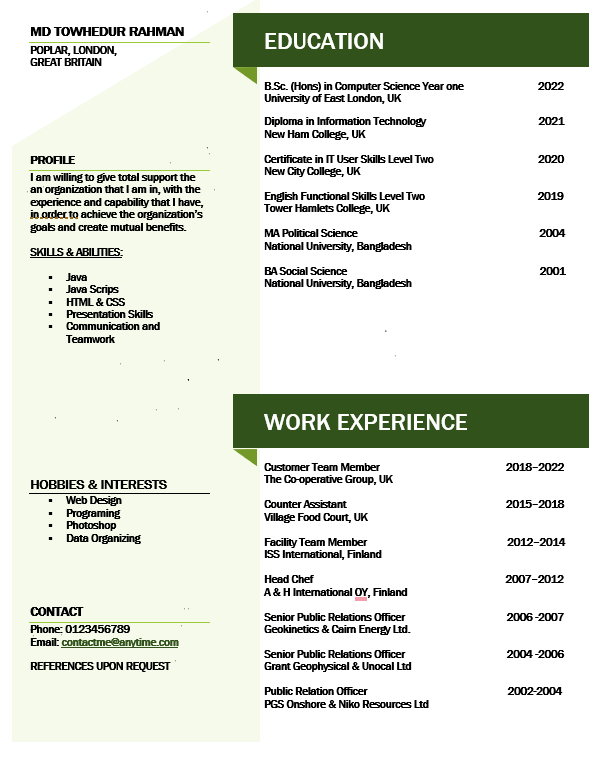 MD TOWHEDUR RAHMAN
POPLAR, LONDON,
GREAT BRITAIN
PROFILE
I am willing to give total support the
an organization that I am in, with the
experience and capability that I have,
in order to achieve the organization's
goals and create mutual benefits.
SKILLS & ABILITIES:
▪ Java
▪ Java Scrips
▪ HTML & CSS
▪ Presentation Skills
▪ Communication and
Teamwork
HOBBIES & INTERESTS
▪ Web Design
▪ Programing
▪ Photoshop
▪ Data Organizing
CONTACT
Phone: 0123456789
Email: contactme@anytime.com
REFERENCES UPON REQUEST
EDUCATION
B.Sc. (Hons) in Computer Science Year one 2022
University of East London, UK
Diploma in Information Technology 2021
New Ham College, UK
Certificate in IT User Skills Level Two 2020
New City College, UK
English Functional Skills Level Two 2019
Tower Hamlets College, UK
MA Political Science 2004
National University, Bangladesh
BA Social Science 2001
National University, Bangladesh
WORK EXPERIENCE
Customer Team Member 2018–2022
The Co-operative Group, UK
Counter Assistant 2015–2018
Village Food Court, UK
Facility Team Member 2012–2014
ISS International, Finland
Head Chef 2007–2012
A & H International OY, Finland
Senior Public Relations Officer 2006-2007
Geokinetics & Cairn Energy Ltd.
Senior Public Relations Officer 2004-2006
Grant Geophysical & Unocal Ltd
Public Relation Officer 2002-2004
PGS Onshore & Niko Resources Ltd